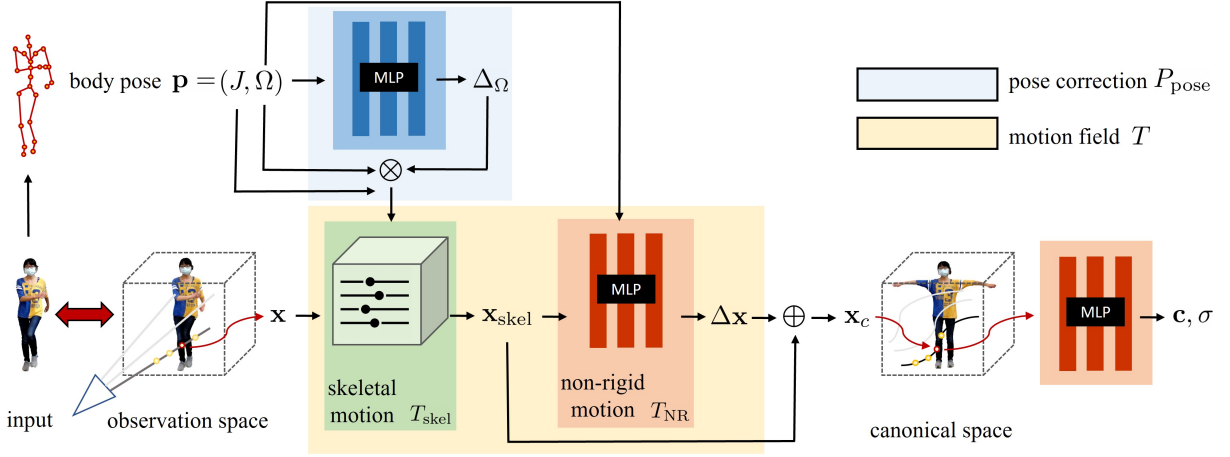 body pose p = (J, Ω)
MLP
Δ_Ω
⊗
pose correction P_pose
motion field T
input
observation space
x
skeletal
motion T_skel
x_skel
MLP
non-rigid
motion T_NR
Δx
⊕
x_c
canonical space
MLP
c, σ